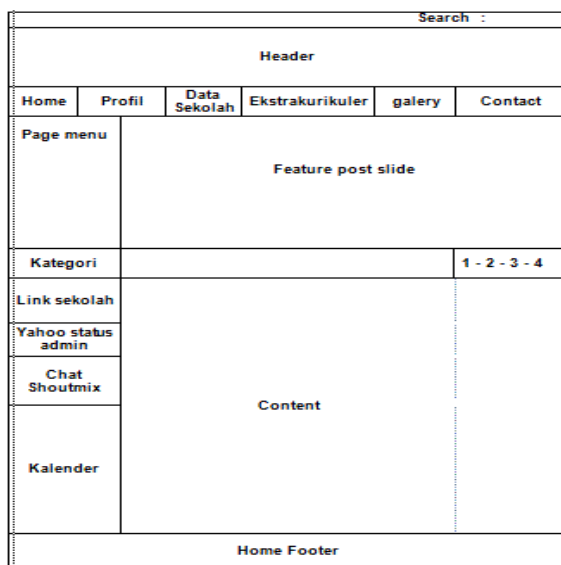 Search :
Header
Home
Profil
Data
Sekolah
Ekstrakurikuler
galery
Contact
Page menu
Feature post slide
Kategori
1 - 2 - 3 - 4
Link sekolah
Yahoo status
admin
Chat
Shoutmix
Content
Kalender
Home Footer